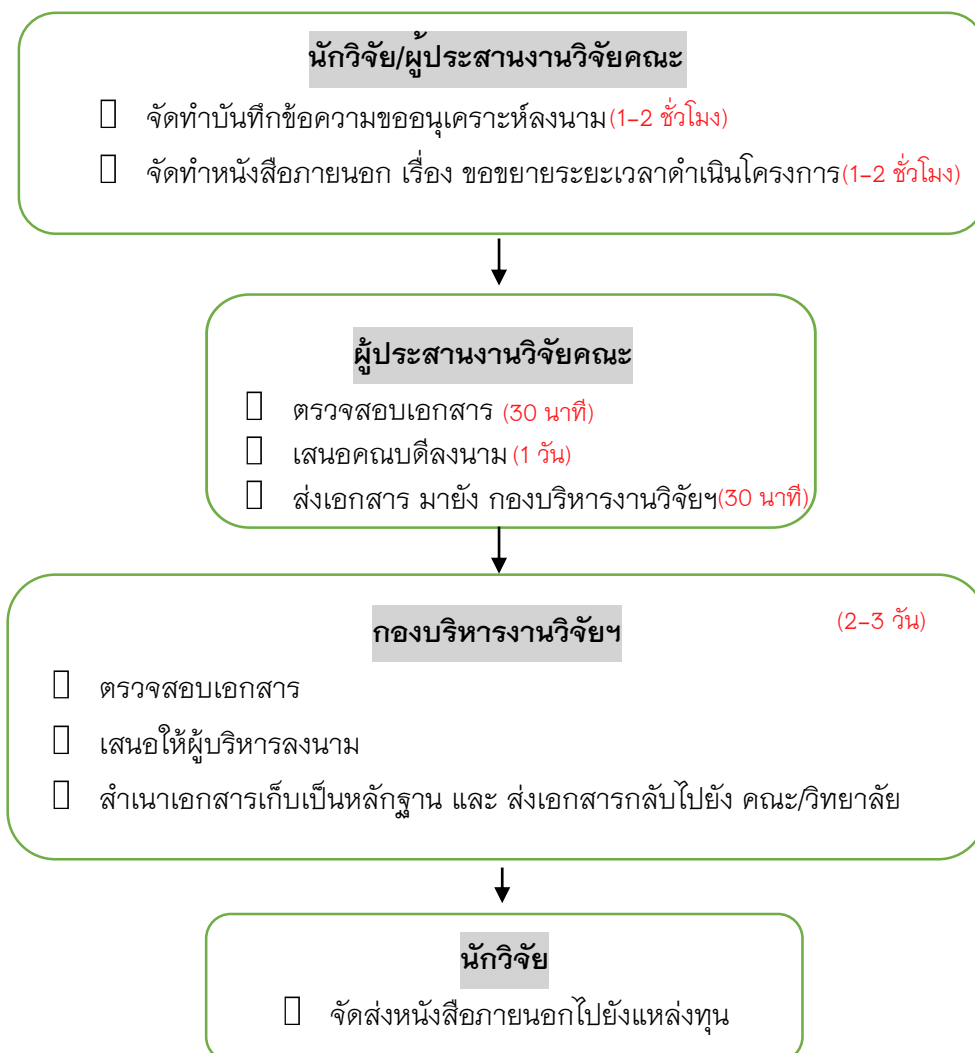 นักวิจัย/ผู้ประสานงานวิจัยคณะ
จัดทำบันทึกข้อความขออนุเคราะห์ลงนาม(1-2 ชั่วโมง)
จัดทำหนังสือภายนอก เรื่อง ขอขยายระยะเวลาดำเนินโครงการ(1-2 ชั่วโมง)
ผู้ประสานงานวิจัยคณะ
ตรวจสอบเอกสาร (30 นาที)
เสนอคณบดีลงนาม (1 วัน)
ส่งเอกสาร มายัง กองบริหารงานวิจัยฯ(30 นาที)
กองบริหารงานวิจัยฯ (2-3 วัน)
ตรวจสอบเอกสาร
เสนอให้ผู้บริหารลงนาม
สำเนาเอกสารเก็บเป็นหลักฐาน และ ส่งเอกสารกลับไปยัง คณะ/วิทยาลัย
นักวิจัย
จัดส่งหนังสือภายนอกไปยังแหล่งทุน